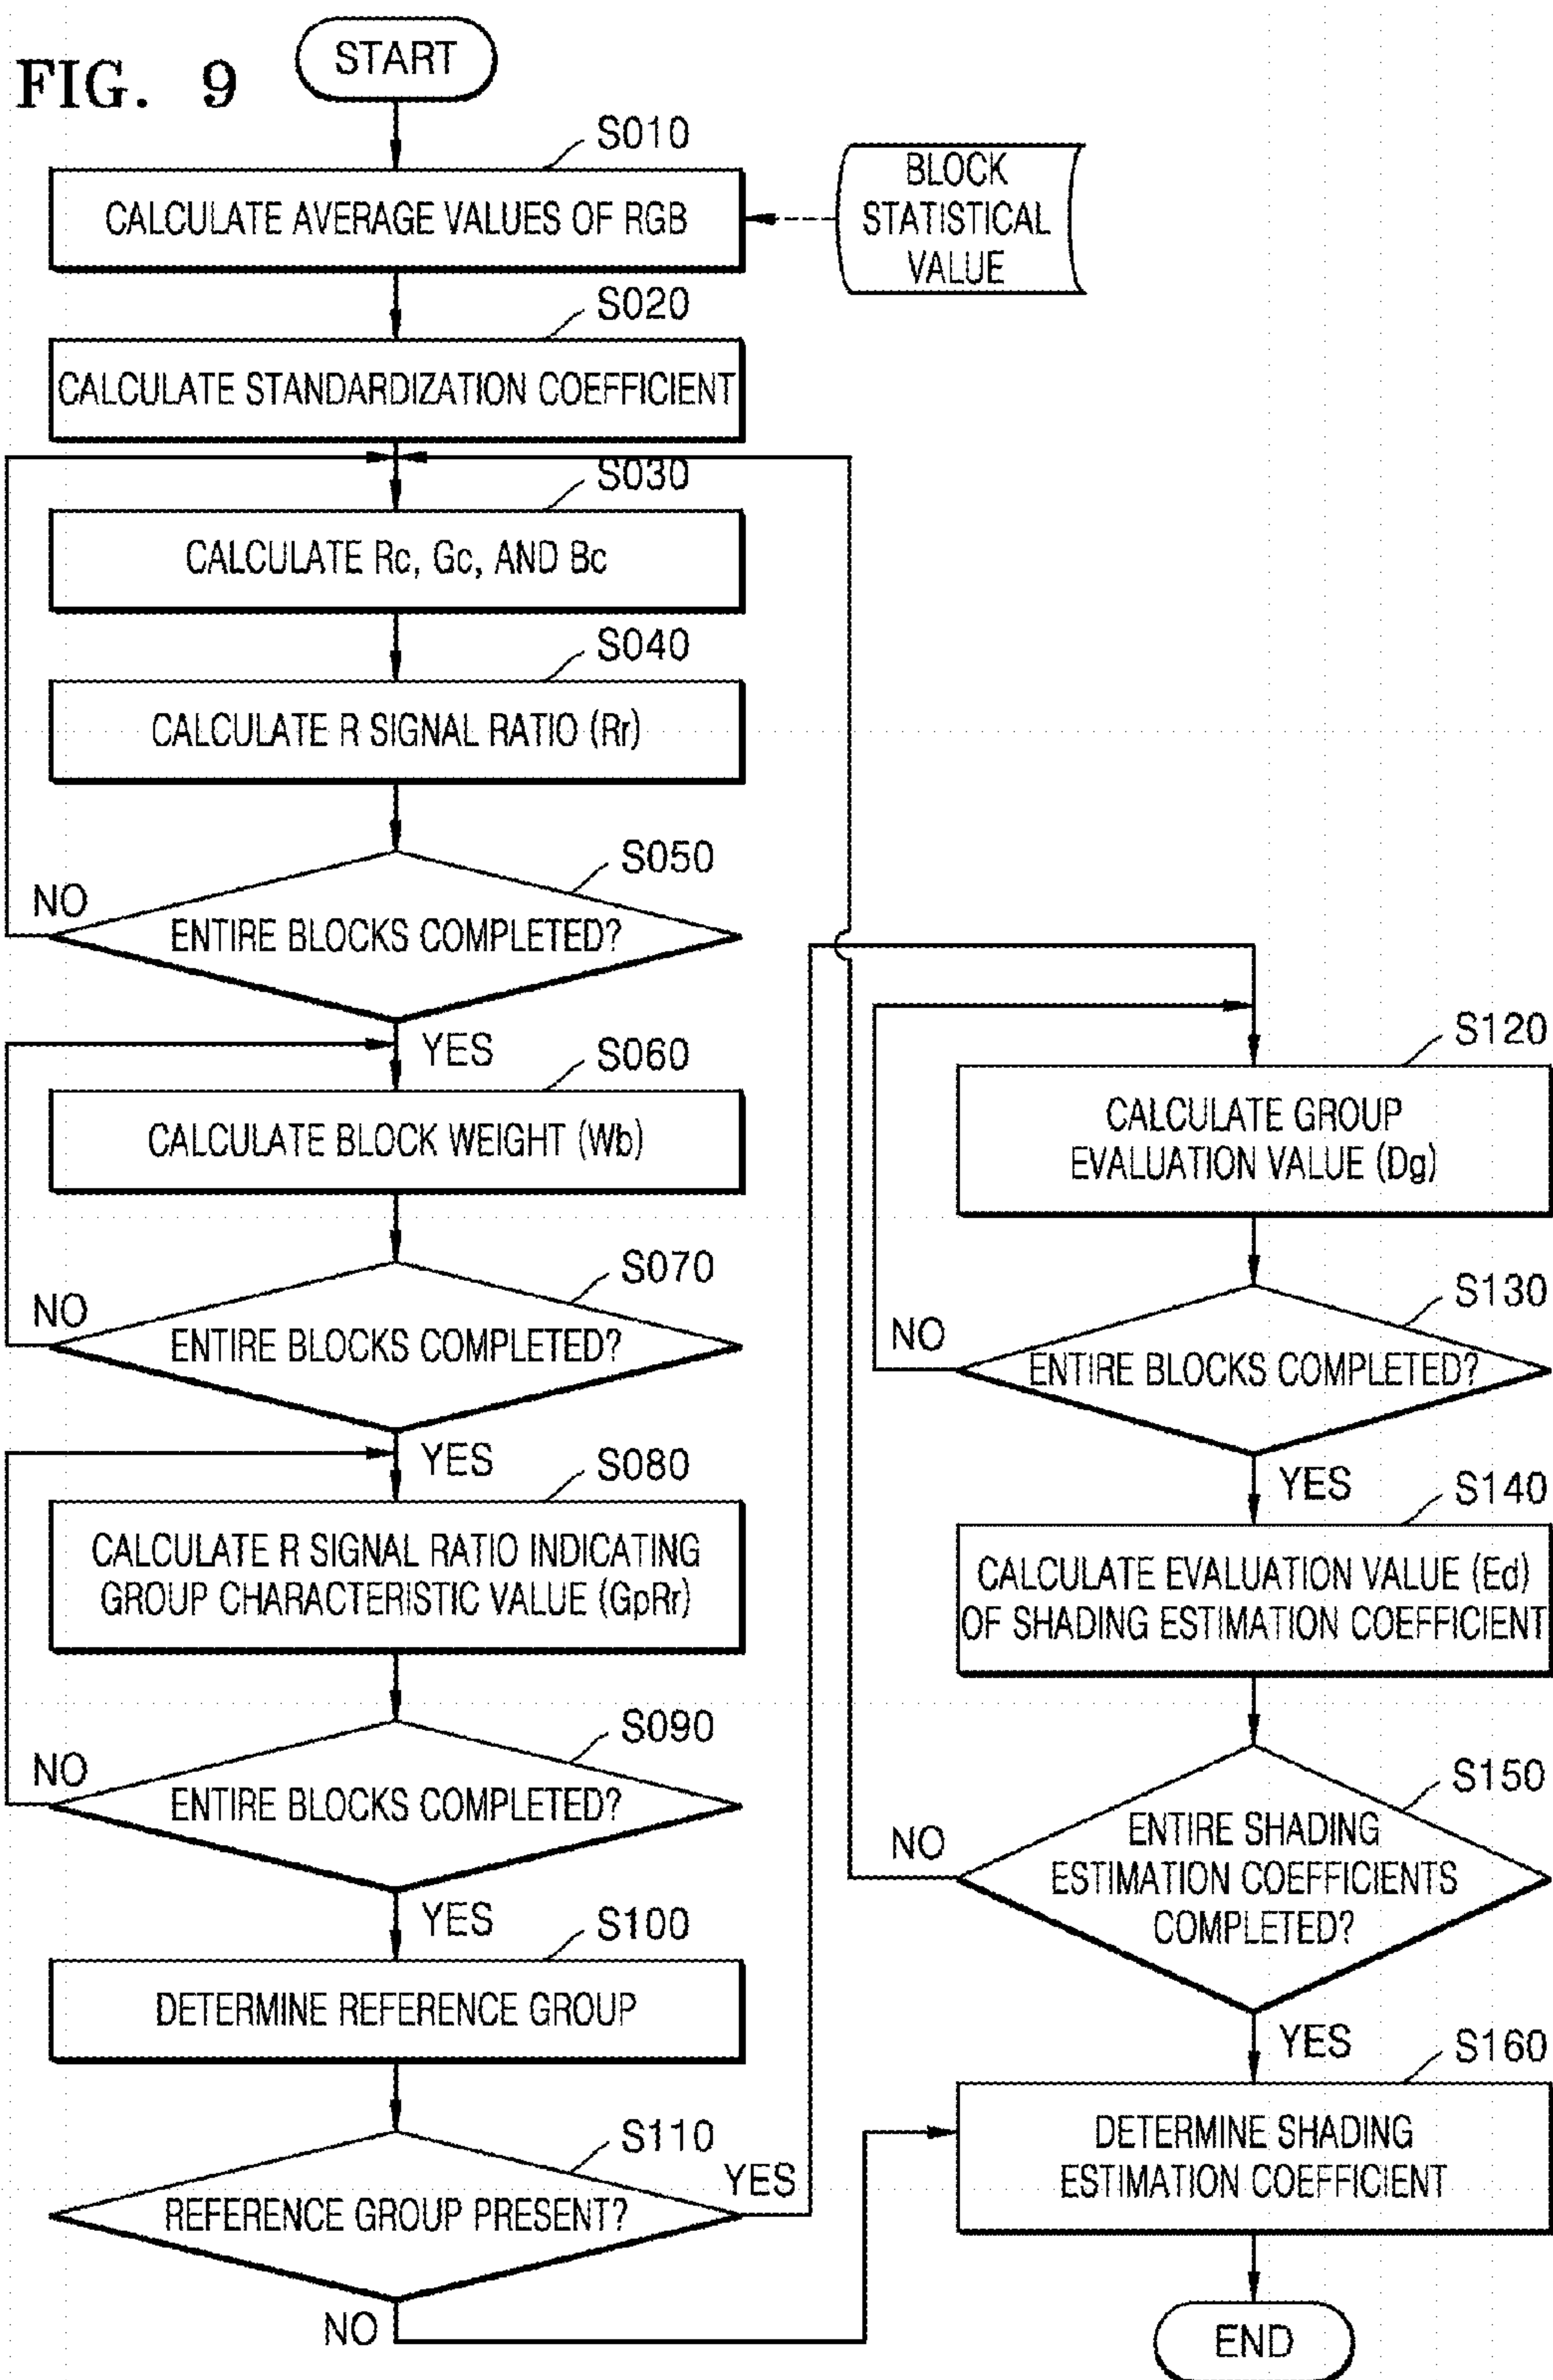 FIG. 9
START
S010
CALCULATE AVERAGE VALUES OF RGB
BLOCK
STATISTICAL
VALUE
S020
CALCULATE STANDARDIZATION COEFFICIENT
S030
CALCULATE Rc, Gc, AND Bc
S040
CALCULATE R SIGNAL RATIO (Rr)
S050
NO
ENTIRE BLOCKS COMPLETED?
YES
S060
CALCULATE BLOCK WEIGHT (Wb)
S070
NO
ENTIRE BLOCKS COMPLETED?
YES
S080
CALCULATE R SIGNAL RATIO INDICATING
GROUP CHARACTERISTIC VALUE (GpRr)
S090
NO
ENTIRE BLOCKS COMPLETED?
YES
S100
DETERMINE REFERENCE GROUP
S110
YES
REFERENCE GROUP PRESENT?
NO
S120
CALCULATE GROUP
EVALUATION VALUE (Dg)
S130
NO
ENTIRE BLOCKS COMPLETED?
YES
S140
CALCULATE EVALUATION VALUE (Ed)
OF SHADING ESTIMATION COEFFICIENT
S150
NO
ENTIRE SHADING
ESTIMATION COEFFICIENTS
COMPLETED?
YES
S160
DETERMINE SHADING
ESTIMATION COEFFICIENT
END